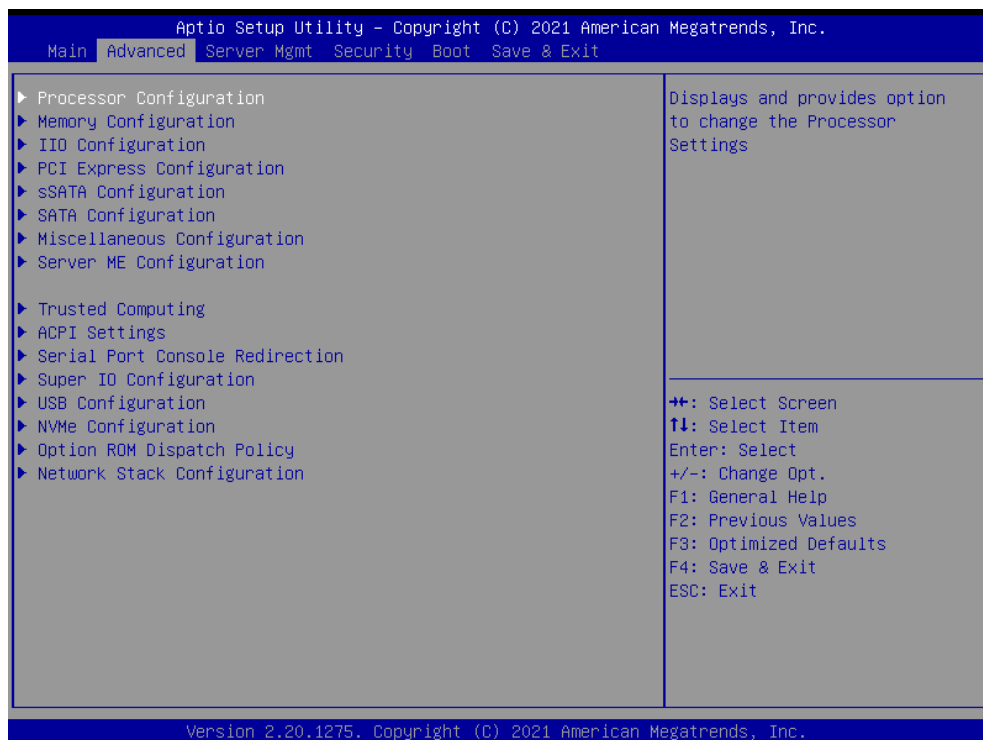 Aptio Setup Utility – Copyright (C) 2021 American Megatrends, Inc.
Main Advanced Server Mgmt Security Boot Save & Exit
▶ Processor Configuration
▶ Memory Configuration
▶ IIO Configuration
▶ PCI Express Configuration
▶ sSATA Configuration
▶ SATA Configuration
▶ Miscellaneous Configuration
▶ Server ME Configuration
▶ Trusted Computing
▶ ACPI Settings
▶ Serial Port Console Redirection
▶ Super IO Configuration
▶ USB Configuration
▶ NVMe Configuration
▶ Option ROM Dispatch Policy
▶ Network Stack Configuration
Displays and provides option
to change the Processor
Settings
→←: Select Screen
↑↓: Select Item
Enter: Select
+/-: Change Opt.
F1: General Help
F2: Previous Values
F3: Optimized Defaults
F4: Save & Exit
ESC: Exit
Version 2.20.1275. Copyright (C) 2021 American Megatrends, Inc.